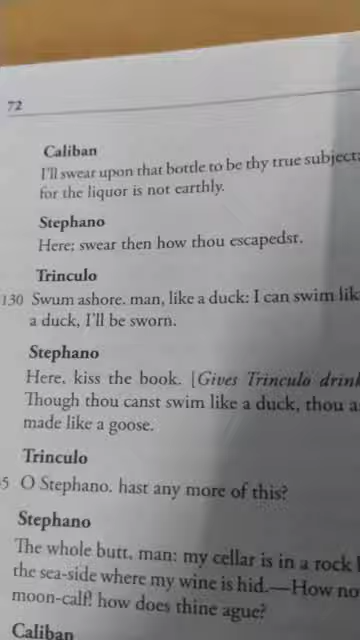 72
Caliban
I'll swear upon that bottle to be thy true subject;
for the liquor is not earthly.
Stephano
Here; swear then how thou escapedst.
Trinculo
130 Swum ashore. man, like a duck: I can swim lik
a duck, I'll be sworn.
Stephano
Here, kiss the book. [Gives Trinculo drink
Though thou canst swim like a duck, thou a
made like a goose.
Trinculo
5 O Stephano. hast any more of this?
Stephano
The whole butt, man: my cellar is in a rock
the sea-side where my wine is hid.—How no
moon-calf! how does thine ague?
Caliban